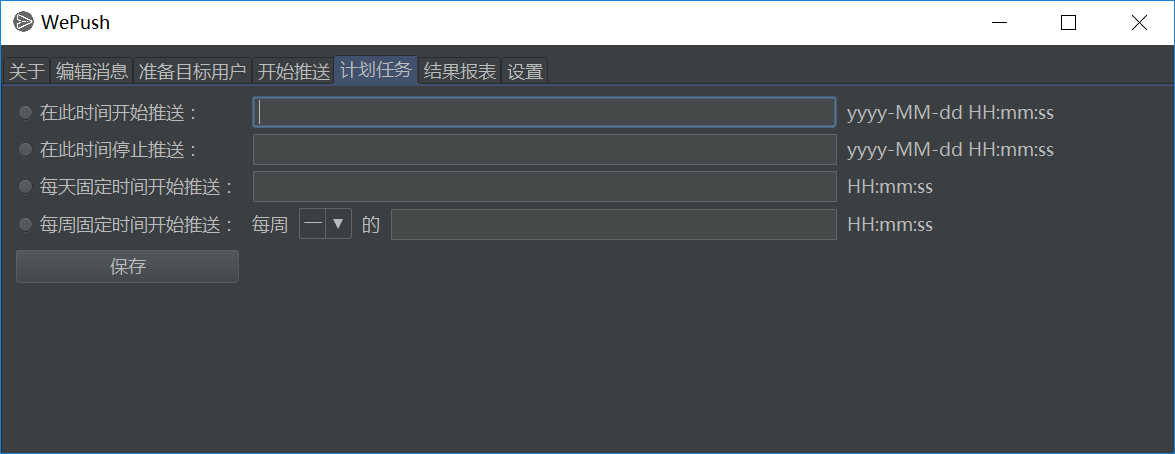 WePush
关于 编辑消息 准备目标用户 开始推送 计划任务 结果报表 设置
在此时间开始推送： yyyy-MM-dd HH:mm:ss
在此时间停止推送： yyyy-MM-dd HH:mm:ss
每天固定时间开始推送： HH:mm:ss
每周固定时间开始推送： 每周 一 的 HH:mm:ss
保存